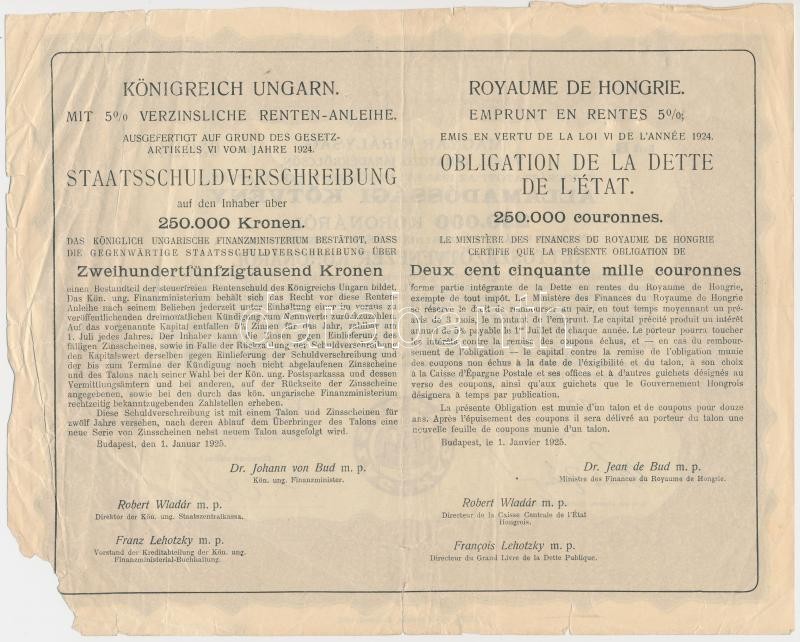 KÖNIGREICH UNGARN.
MIT 5% VERZINSLICHE RENTEN-ANLEIHE.
AUSGEFERTIGT AUF GRUND DES GESETZ-
ARTIKELS VI VOM JAHRE 1924.
STAATSSCHULDVERSCHREIBUNG
auf den Inhaber über
250.000 Kronen.
DAS KÖNIGLICH UNGARISCHE FINANZMINISTERIUM BESTÄTIGT, DASS
DIE GEGENWÄRTIGE STAATSSCHULDVERSCHREIBUNG ÜBER
Zweihundertfünfzigtausend Kronen
einen Bestandteil der steuerfreien Rentenschuld des Königreichs Ungarn bildet.
Das Kön. ung. Finanzministerium behält sich das Recht vor diese Renten-
Anleihe nach seinem Belieben jederzeit unter Einhaltung einer im voraus zu
veröffentlichenden dreimonatlichen Kündigung zum Nennwerte zurückzuzahlen.
Auf das vorgenannte Kapital entfallen 5% Zinsen für das Jahr, zahlbar am
1. Juli jedes Jahres. Der Inhaber kann die Zinsen gegen Einlieferung des
fälligen Zinsscheines, sowie im Falle der Rückzahlung der Schuldverschreibung
den Kapitalswert derselben gegen Einlieferung der Schuldverschreibung und
der bis zum Termine der Kündigung noch nicht abgelaufenen Zinsscheine
und des Talons nach seiner Wahl bei der Kön. ung. Postsparkassa und dessen
Vermittlungsämtern und bei anderen, auf der Rückseite der Zinsscheine
angegebenen, sowie bei den durch das kön. ungarische Finanzministerium
rechtzeitig bekanntzugebenden Zahlstellen erheben.
Diese Schuldverschreibung ist mit einem Talon und Zinsscheinen für
zwölf Jahre versehen, nach deren Ablauf dem Überbringer des Talons eine
neue Serie von Zinsscheinen nebst neuem Talon ausgefolgt wird.
Budapest, den 1. Januar 1925.
Dr. Johann von Bud m. p.
Kön. ung. Finanzminister.
Robert Wladár m. p.
Direktor der Kön. ung. Staatszentralkassa.
Franz Lehotzky m. p.
Vorstand der Kreditabteilung der Kön. ung.
Finanzministerial-Buchhaltung.
ROYAUME DE HONGRIE.
EMPRUNT EN RENTES 5%;
EMIS EN VERTU DE LA LOI VI DE L'ANNÉE 1924.
OBLIGATION DE LA DETTE
DE L'ÉTAT.
250.000 couronnes.
LE MINISTÈRE DES FINANCES DU ROYAUME DE HONGRIE
CERTIFIE QUE LA PRÉSENTE OBLIGATION DE
Deux cent cinquante mille couronnes
forme partie intégrante de la Dette en rentes du Royaume de Hongrie,
exempte de tout impôt. Le Ministère des Finances du Royaume de Hongrie
se réserve le droit de rembourser au pair, en tout temps moyennant un pré-
avis de 3 mois, le montant de l'emprunt. Le capital précité produit un intérêt
annuel de 5% payable le 1er Juillet de chaque année. Le porteur pourra toucher
les intérêts contre la remise des coupons échus, et — en cas du rembour-
sement de l'obligation — le capital contre la remise de l'obligation munie
des coupons non échus à la date de l'éxigibilité et du talon, à son choix
à la Caisse d'Épargne Postale et ses offices et à d'autres guichets désignés au
verso des coupons, ainsi qu'aux guichets que le Gouvernement Hongrois
désignera à temps par publication.
La présente Obligation est munie d'un talon et de coupons pour douze
ans. Après l'épuisement des coupons il sera délivré au porteur du talon une
nouvelle feuille de coupons munie d'un talon.
Budapest, le 1. Janvier 1925.
Dr. Jean de Bud m. p.
Ministre des Finances du Royaume de Hongrie.
Robert Wladár m. p.
Directeur de la Caisse Centrale de l'État
Hongrois.
François Lehotzky m. p.
Directeur du Grand Livre de la Dette Publique.